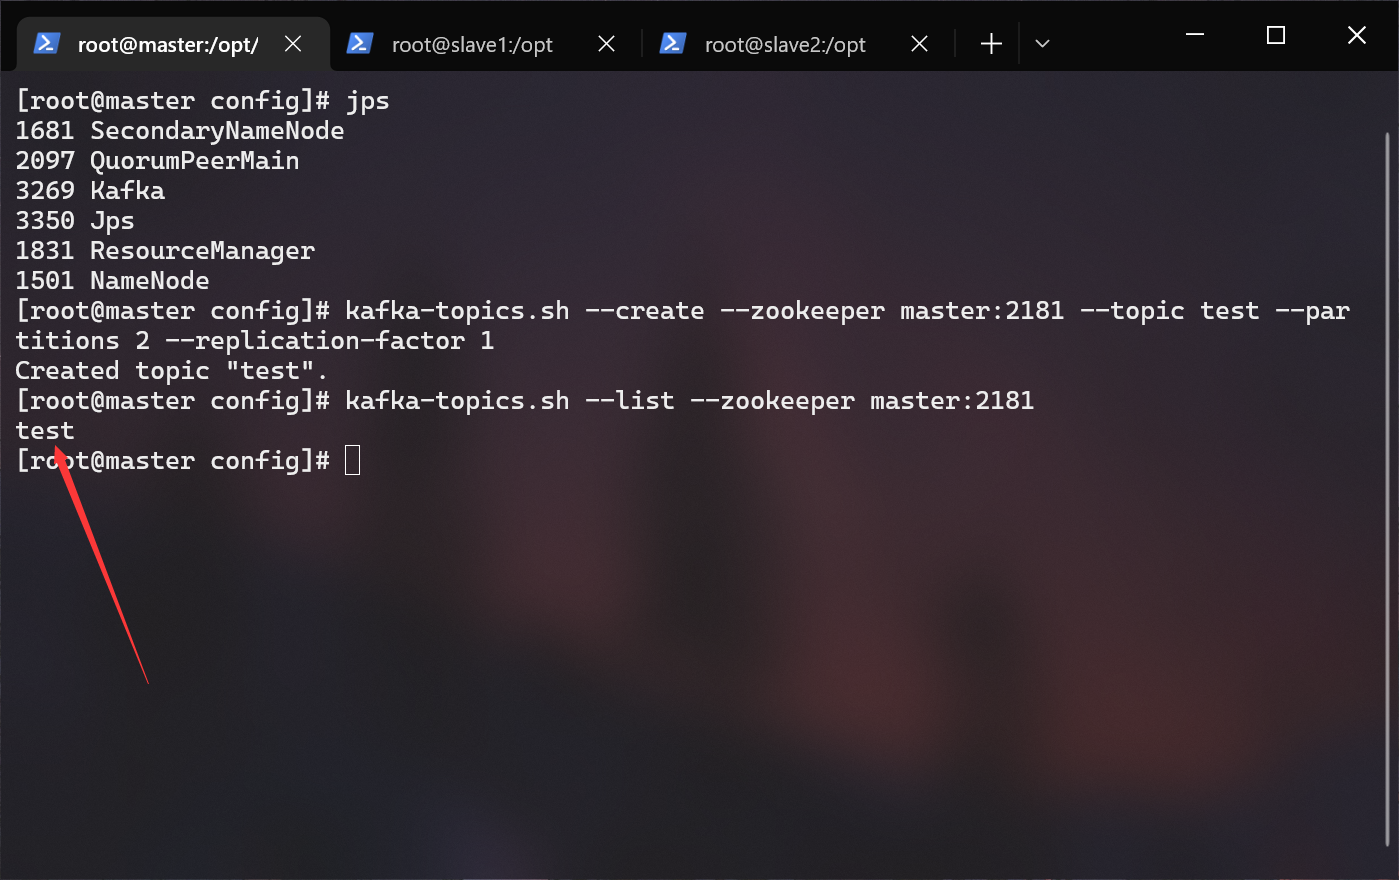 root@master:/opt/
root@slave1:/opt
root@slave2:/opt
[root@master config]# jps
1681 SecondaryNameNode
2097 QuorumPeerMain
3269 Kafka
3350 Jps
1831 ResourceManager
1501 NameNode
[root@master config]# kafka-topics.sh --create --zookeeper master:2181 --topic test --par
titions 2 --replication-factor 1
Created topic "test".
[root@master config]# kafka-topics.sh --list --zookeeper master:2181
test
[root@master config]#